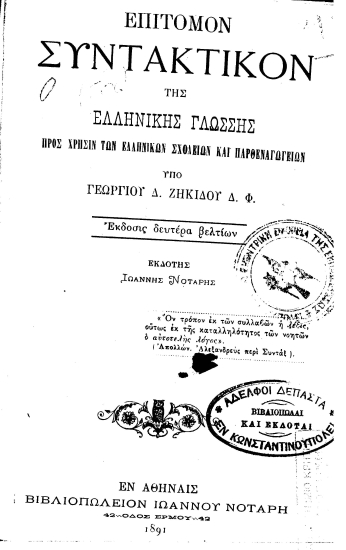 ΕΠΙΤΟΜΟΝ
ΣΥΝΤΑΚΤΙΚΟΝ
ΤΗΣ
ΕΛΛΗΝΙΚΗΣ ΓΛΩΣΣΗΣ
ΠΡΟΣ ΧΡΗΣΙΝ ΤΩΝ ΕΛΛΗΝΙΚΩΝ ΣΧΟΛΕΙΩΝ ΚΑΙ ΠΑΡΘΕΝΑΓΩΓΕΙΩΝ
ΥΠΟ
ΓΕΩΡΓΙΟΥ Δ. ΖΗΚΙΔΟΥ Δ. Φ.
Ἔκδοσις δευτέρα βελτίων
ΕΚΔΟΤΗΣ
ΙΩΑΝΝΗΣ ΝΟΤΑΡΗΣ
«Ὃν τρόπον ἐκ τῶν συλλαβῶν ἡ λέξις,
οὕτως ἐκ τῆς καταλληλότητος τῶν νοητῶν
ὁ αὐτοτελὴς λόγος».
(Ἀπολλών. Ἀλεξανδρεὺς περὶ Συντάξ).
ΑΔΕΛΦΟΙ ΔΕΠΑΣΤΑ
ΒΙΒΛΙΟΠΩΛΑΙ
ΚΑΙ ΕΚΔΟΤΑΙ
ΕΝ ΚΩΝΣΤΑΝΤΙΝΟΥΠΟΛΕΙ
ΕΝ ΑΘΗΝΑΙΣ
ΒΙΒΛΙΟΠΩΛΕΙΟΝ ΙΩΑΝΝΟΥ ΝΟΤΑΡΗ
42—ΟΔΟΣ ΕΡΜΟΥ—42
1891